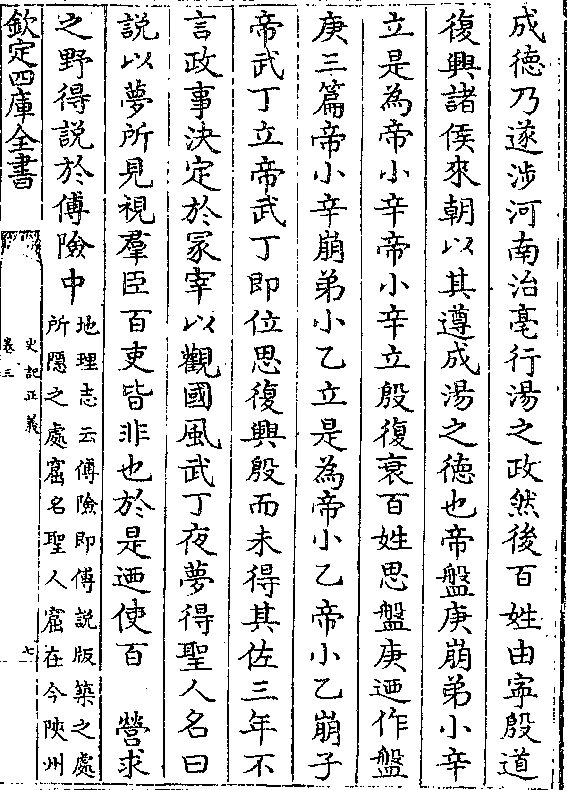 成德乃遂涉河南治亳行湯之政然後百姓由寕殷道
復興諸侯來朝以其遵成湯之德也帝盤庚崩弟小辛
立是為帝小辛帝小辛立殷復衰百姓思盤庚迺作盤
庚三篇帝小辛崩弟小乙立是為帝小乙帝小乙崩子
帝武丁立帝武丁即位思復興殷而未得其佐三年不
言政事決定於冡宰以觀國風武丁夜夢得聖人名曰
説以夢所見視羣臣百吏皆非也於是迺使百 營求
之野得説於傅險中
地理志云傅險即傅説版築之處
所隱之處窟名聖人窟在今陝州
欽定四庫全書
史記正義
卷三
七